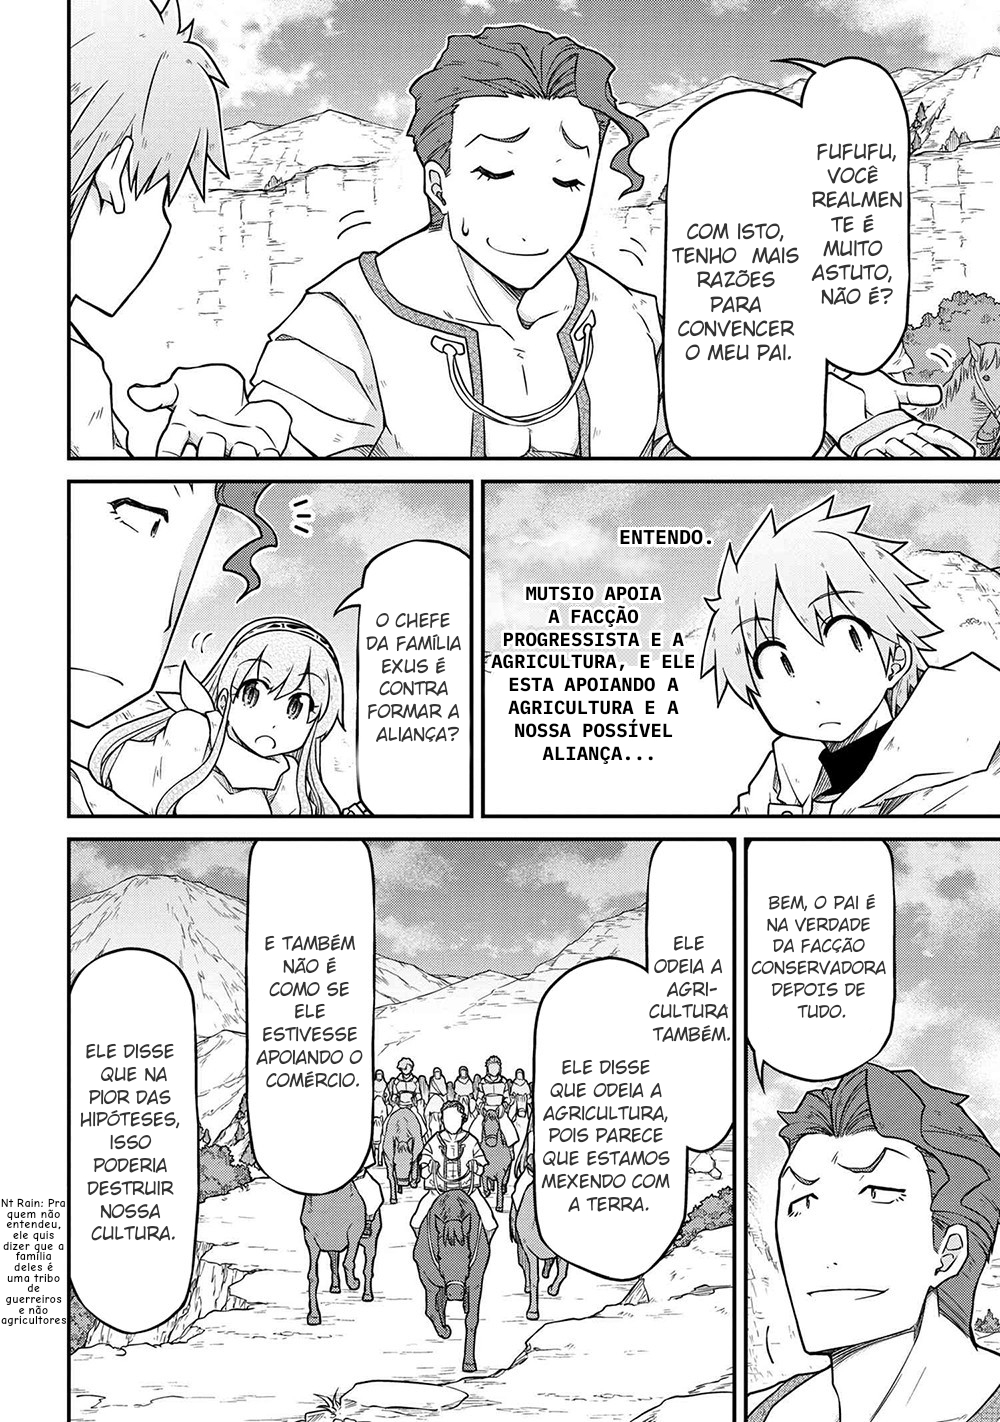 FUFUFU,
VOCÊ
REALMEN
TE É
MUITO
ASTUTO,
NÃO É?
COM ISTO,
TENHO MAIS
RAZÕES
PARA
CONVENCER
O MEU PAI.
ENTENDO.
MUTSIO APOIA
A FACÇÃO
PROGRESSISTA E A
AGRICULTURA, E ELE
ESTA APOIANDO A
AGRICULTURA E A
NOSSA POSSÍVEL
ALIANÇA...
O CHEFE
DA FAMÍLIA
EXUS É
CONTRA
FORMAR A
ALIANÇA?
BEM, O PAI É
NA VERDADE
DA FACÇÃO
CONSERVADORA
DEPOIS DE
TUDO.
ELE
ODEIA A
AGRI-
CULTURA
TAMBÉM.
ELE DISSE
QUE ODEIA A
AGRICULTURA,
POIS PARECE
QUE ESTAMOS
MEXENDO COM
A TERRA.
E TAMBÉM
NÃO É
COMO SE
ELE
ESTIVESSE
APOIANDO O
COMÉRCIO.
ELE DISSE
QUE NA
PIOR DAS
HIPÓTESES,
ISSO
PODERIA
DESTRUIR
NOSSA
CULTURA.
Nt Rain: Pra
quem não
entendeu,
ele quis
dizer que a
família
deles é
uma tribo
de
guerreiros
e não
agricultores